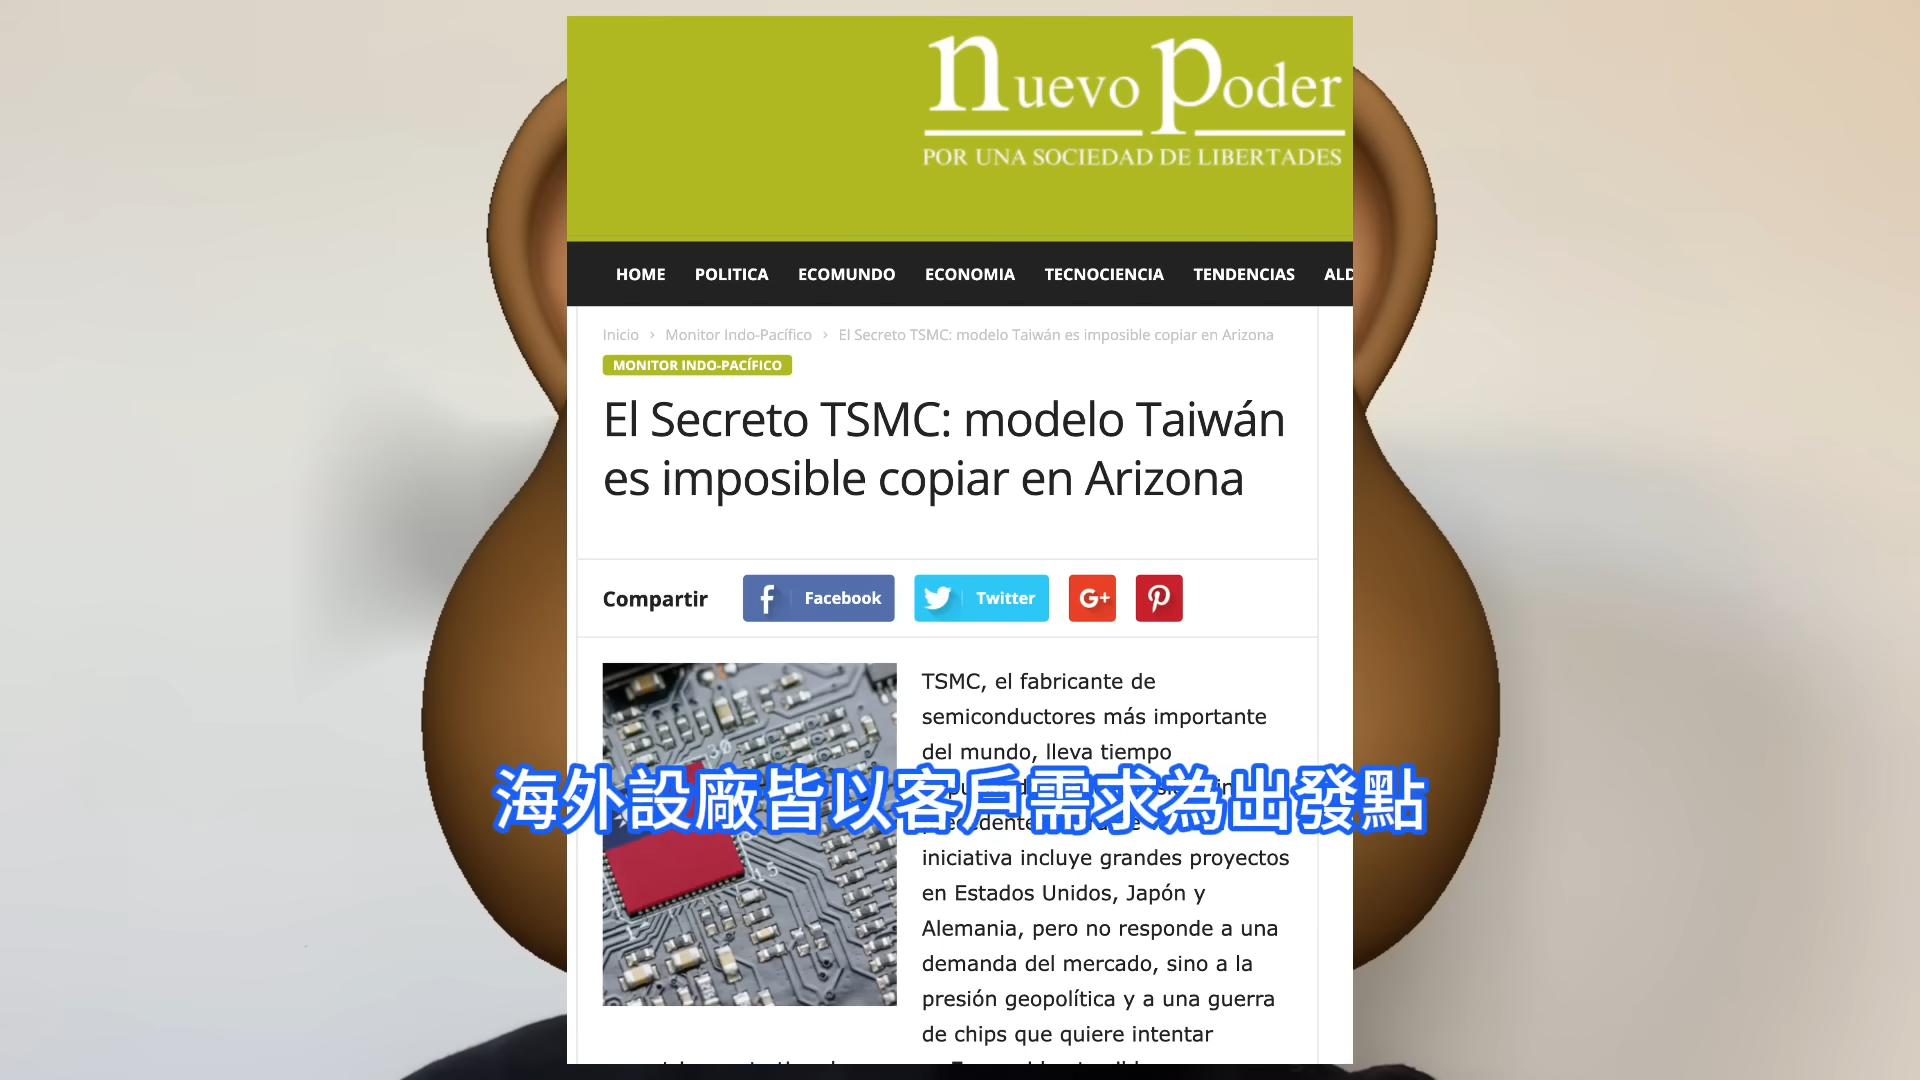 nuevo poder
POR UNA SOCIEDAD DE LIBERTADES
HOME POLITICA ECOMUNDO ECONOMIA TECNOCIENCIA TENDENCIAS
Inicio › Monitor Indo-Pacífico › El Secreto TSMC: modelo Taiwán es imposible copiar en Arizona
MONITOR INDO-PACÍFICO
El Secreto TSMC: modelo Taiwán
es imposible copiar en Arizona
Compartir Facebook Twitter G+
TSMC, el fabricante de
semiconductores más importante
del mundo, lleva tiempo
海外設廠皆以客戶需求為出發點
iniciativa incluye grandes proyectos
en Estados Unidos, Japón y
Alemania, pero no responde a una
demanda del mercado, sino a la
presión geopolítica y a una guerra
de chips que quiere intentar